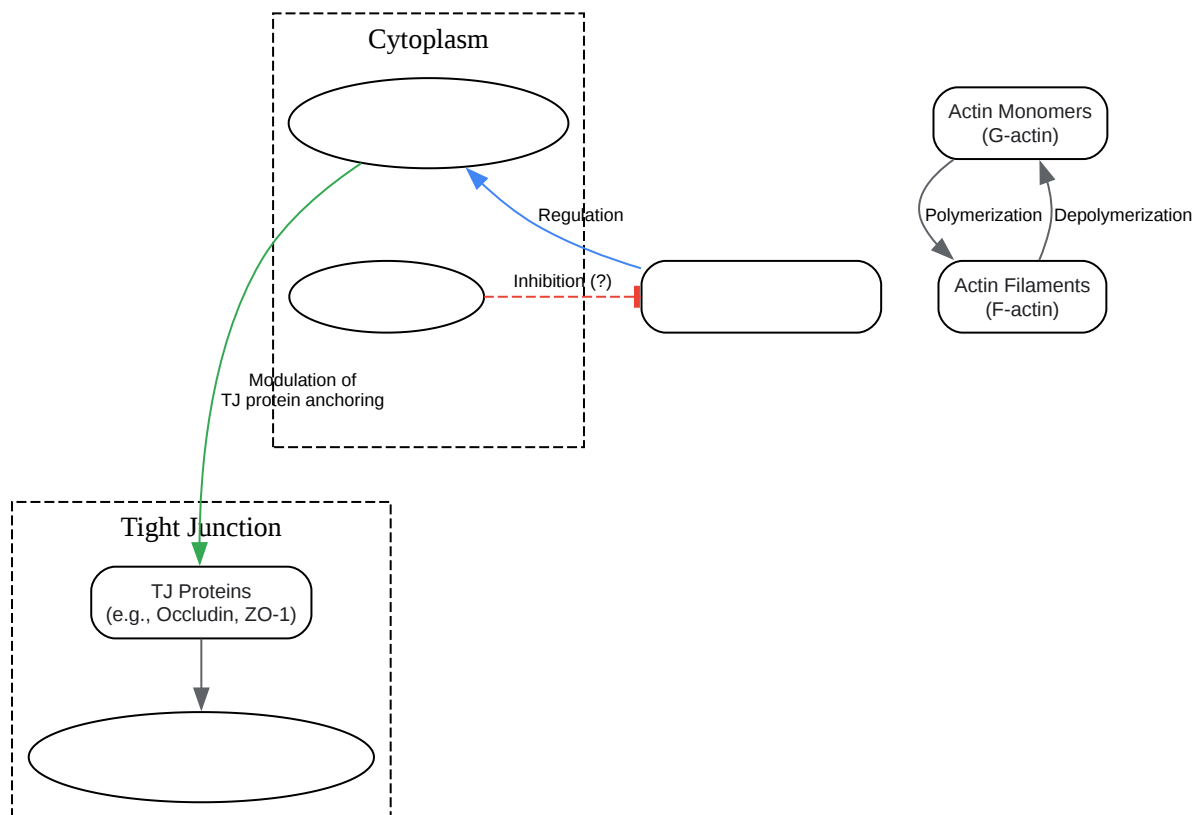 Cytoplasm
Actin Monomers
(G-actin)
Regulation
Polymerization
Depolymerization
Inhibition (?)
Actin Filaments
(F-actin)
Modulation of
TJ protein anchoring
Tight Junction
TJ Proteins
(e.g., Occludin, ZO-1)